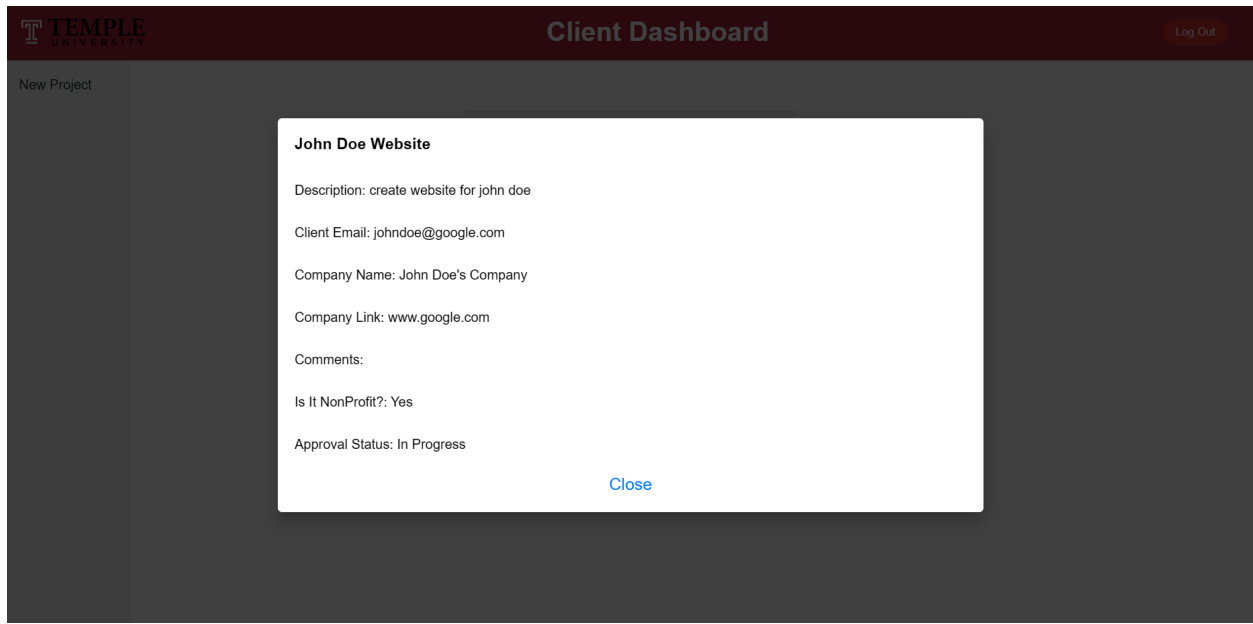 TEMPLE
UNIVERSITY
Client Dashboard
Log Out
New Project
John Doe Website
Description: create website for john doe
Client Email: johndoe@google.com
Company Name: John Doe's Company
Company Link: www.google.com
Comments:
Is It NonProfit?: Yes
Approval Status: In Progress
Close